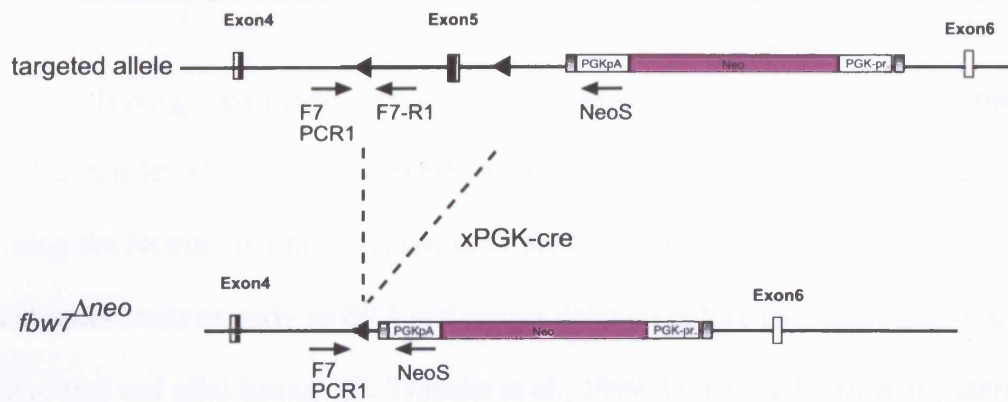 Exon4
Exon5
Exon6
targeted allele
PGKpA
Neo
PGK-pr.
F7
PCR1
F7-R1
NeoS
xPGK-cre
Exon4
Exon6
fbw7Δneo
PGKpA
Neo
PGK-pr.
F7
PCR1
NeoS